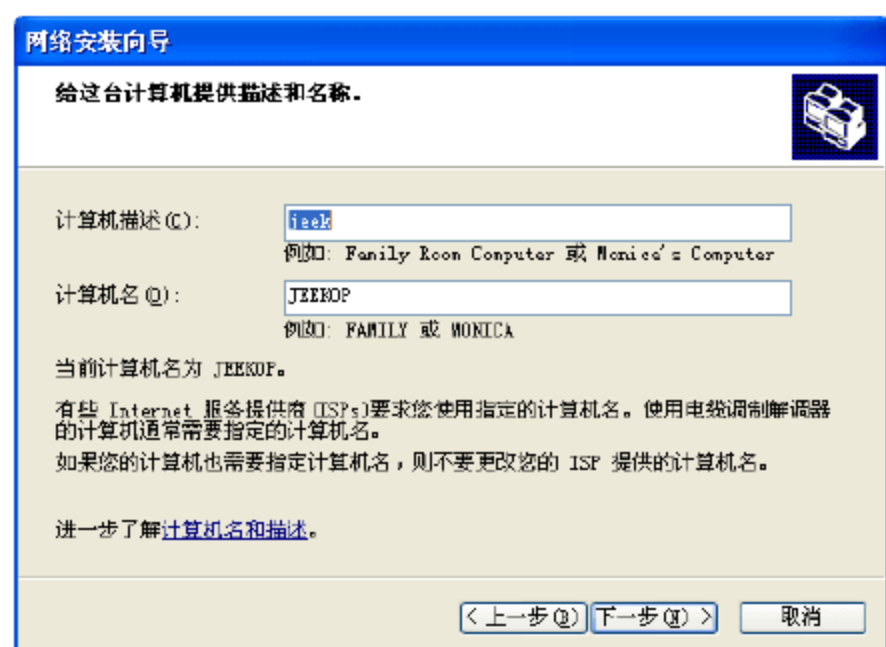 网络安装向导
给这台计算机提供描述和名称。
计算机描述(C):
jeek
例如: Family Room Computer 或 Monica's Computer
计算机名(O):
JEEKOP
例如: FAMILY 或 MONICA
当前计算机名为 JEEKOP。
有些 Internet 服务提供商(ISPs)要求您使用指定的计算机名。使用电缆调制解调器
的计算机通常需要指定的计算机名。
如果您的计算机也需要指定计算机名,则不要更改您的 ISP 提供的计算机名。
进一步了解计算机名和描述。
< 上一步(B) 下一步(N) > 取消